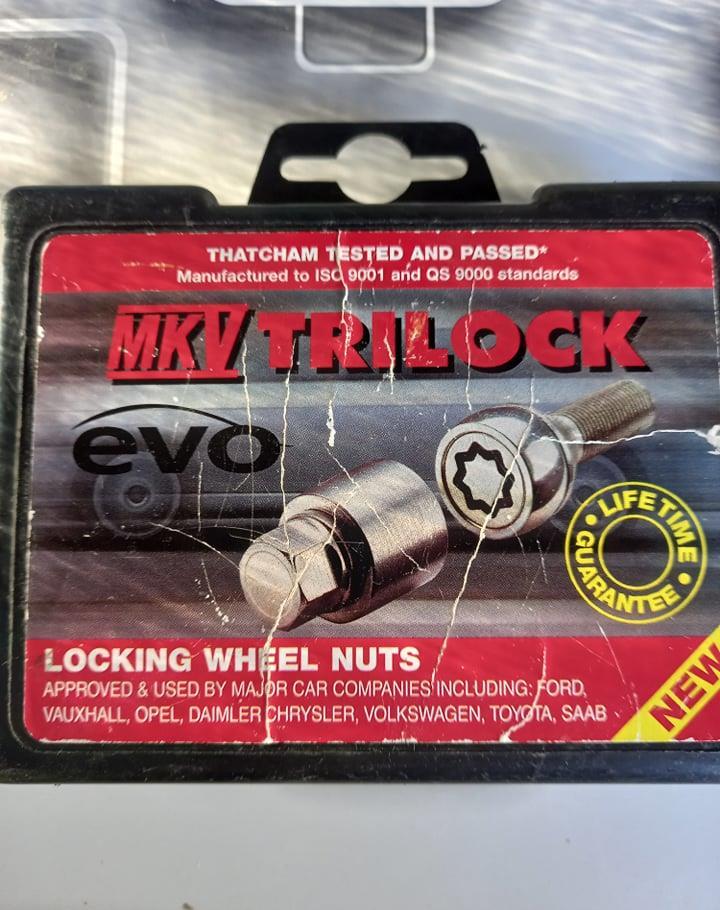 THATCHAM TESTED AND PASSED*
Manufactured to ISO 9001 and QS 9000 standards
MKV TRILOCK
evo
LIFETIME GUARANTEE
LOCKING WHEEL NUTS
APPROVED & USED BY MAJOR CAR COMPANIES INCLUDING: FORD,
VAUXHALL, OPEL, DAIMLER CHRYSLER, VOLKSWAGEN, TOYOTA, SAAB
NEW